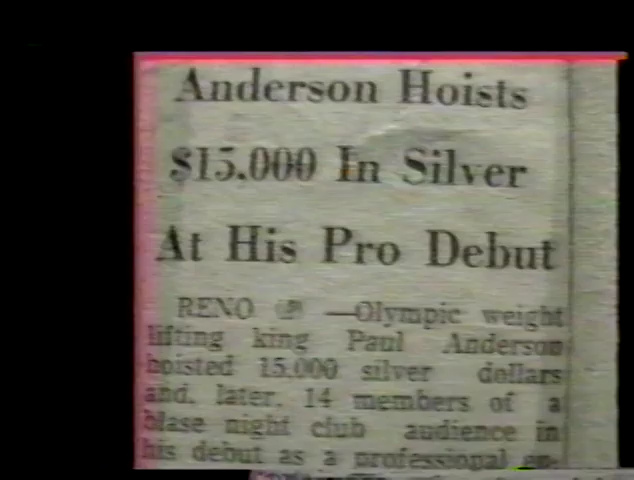 Anderson Hoists
$15.000 In Silver
At His Pro Debut
RENO —Olympic weight
lifting king Paul Anderson
hoisted 15.000 silver dollars
and. later. 14 members of a
blase night club audience in
his debut as a professional en-